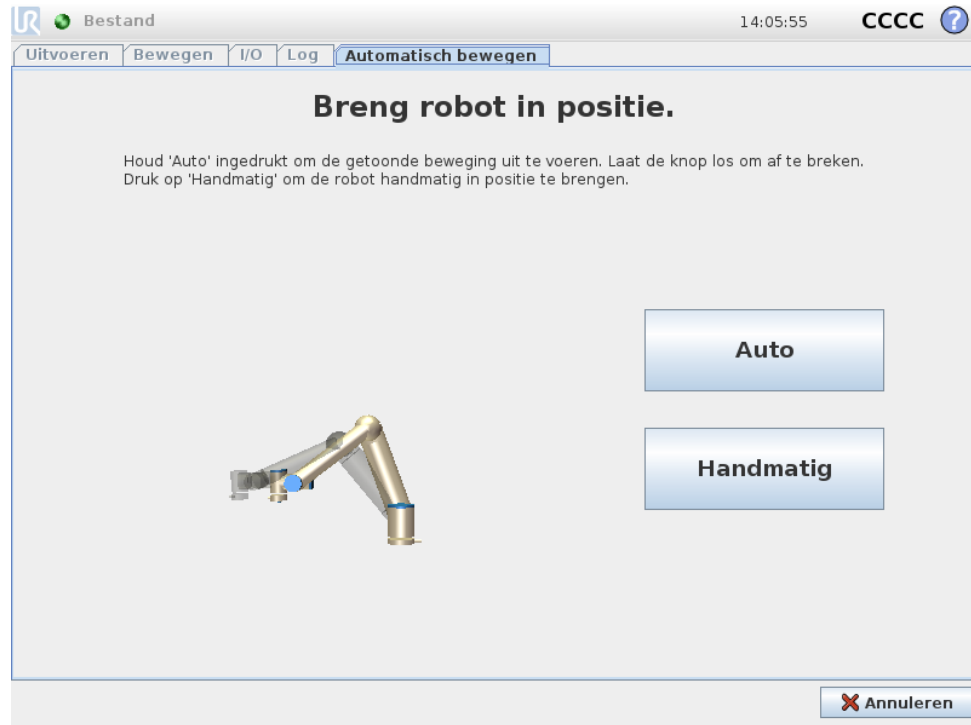 UR Bestand 14:05:55 CCCC ?
Uitvoeren Bewegen I/O Log Automatisch bewegen
Breng robot in positie.
Houd 'Auto' ingedrukt om de getoonde beweging uit te voeren. Laat de knop los om af te breken.
Druk op 'Handmatig' om de robot handmatig in positie te brengen.
Auto
Handmatig
Annuleren